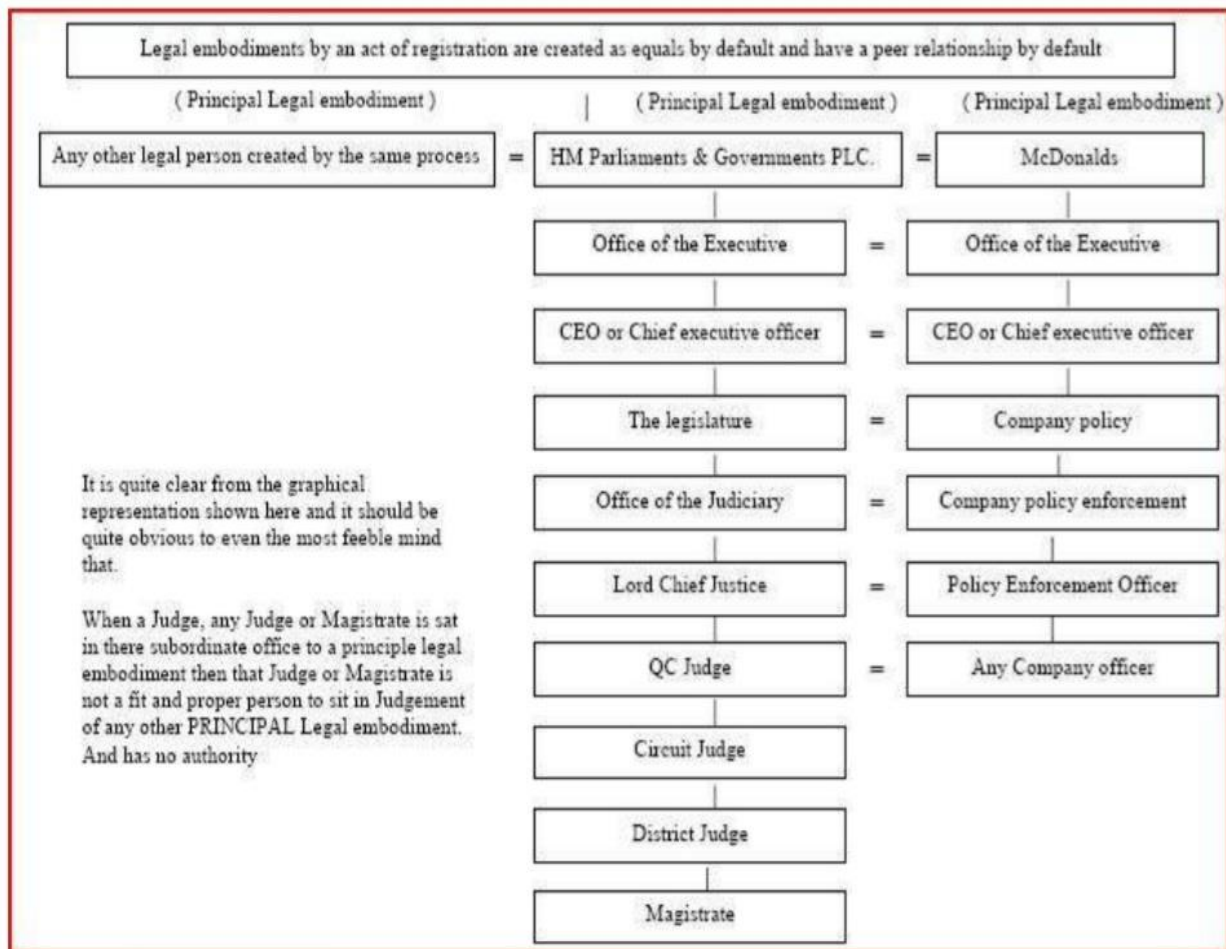 Legal embodiments by an act of registration are created as equals by default and have a peer relationship by default
( Principal Legal embodiment )
( Principal Legal embodiment )
( Principal Legal embodiment )
Any other legal person created by the same process
=
HM Parliaments & Governments PLC.
=
McDonalds
Office of the Executive
=
Office of the Executive
CEO or Chief executive officer
=
CEO or Chief executive officer
The legislature
=
Company policy
Office of the Judiciary
=
Company policy enforcement
Lord Chief Justice
=
Policy Enforcement Officer
QC Judge
=
Any Company officer
Circuit Judge
District Judge
Magistrate
It is quite clear from the graphical
representation shown here and it should be
quite obvious to even the most feeble mind
that.
When a Judge, any Judge or Magistrate is sat
in there subordinate office to a principle legal
embodiment then that Judge or Magistrate is
not a fit and proper person to sit in Judgement
of any other PRINCIPAL Legal embodiment.
And has no authority